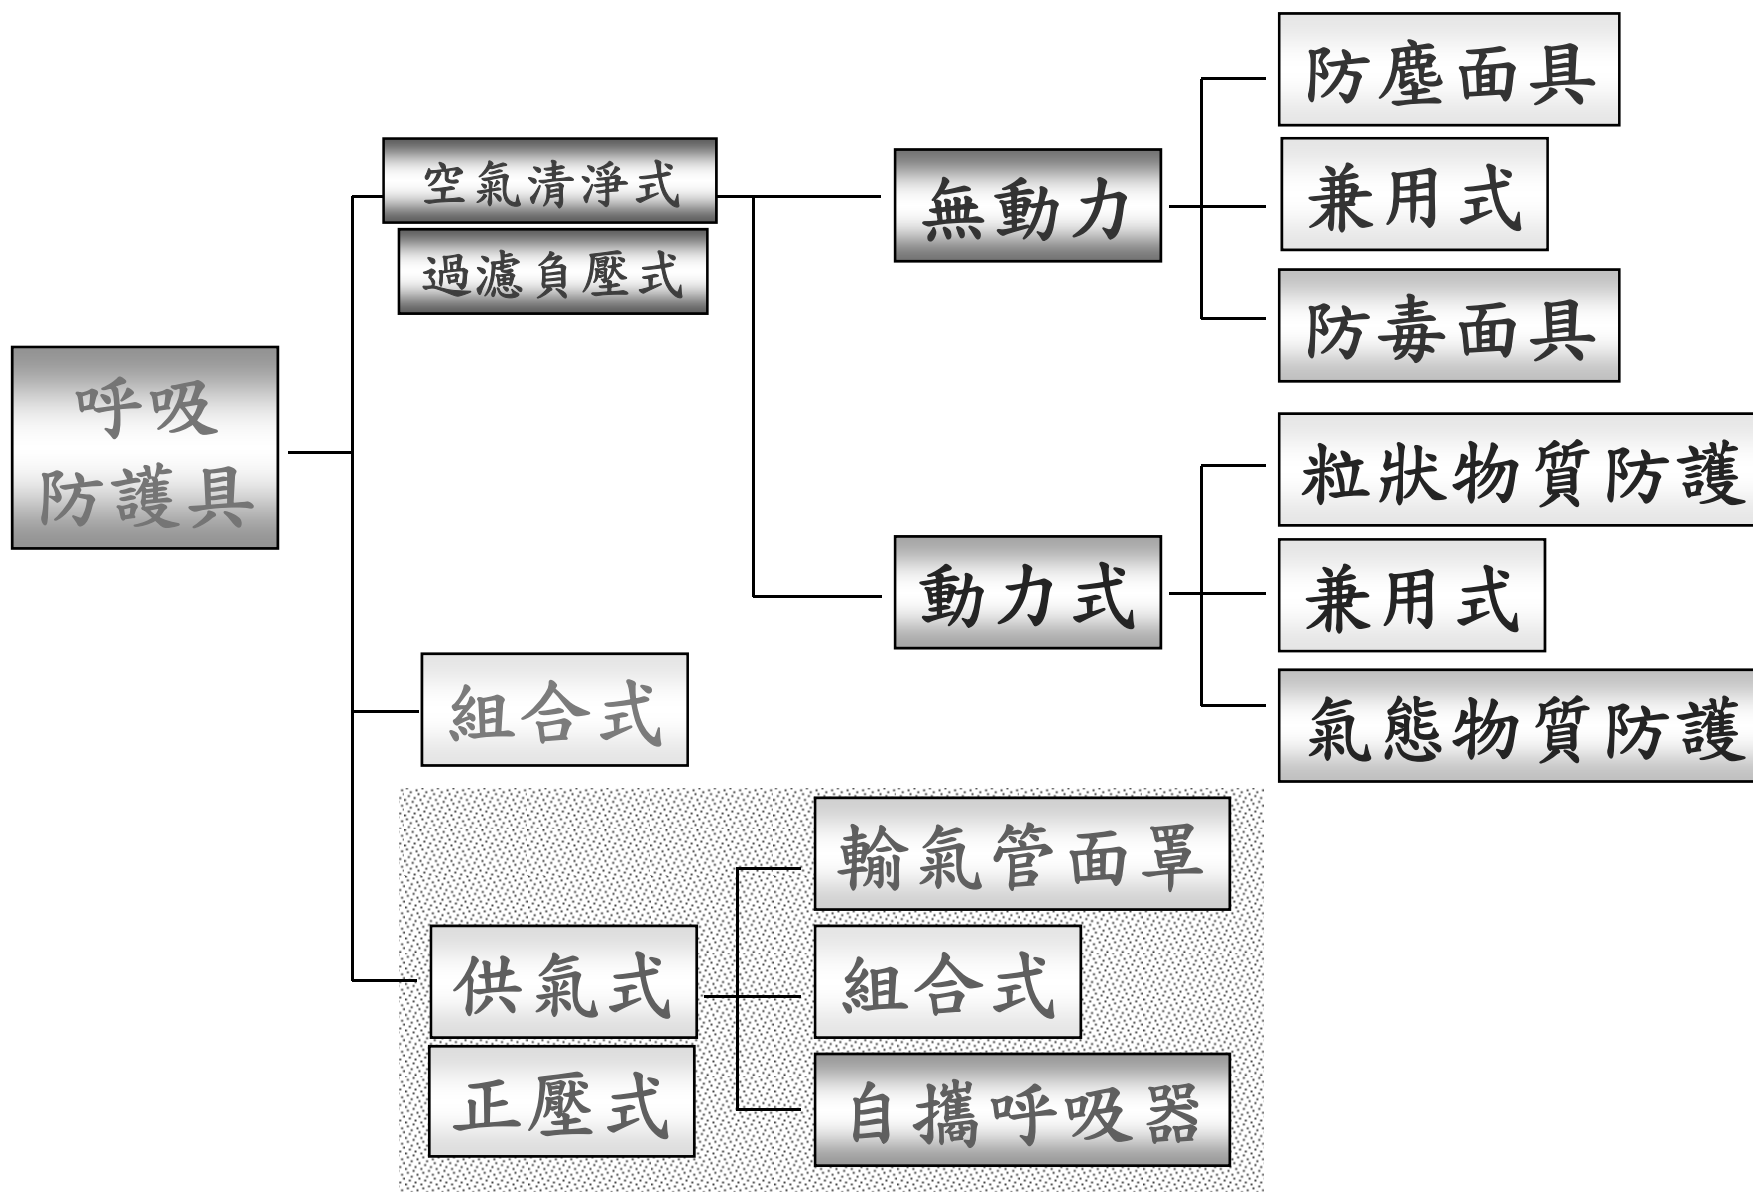 呼吸
防護具
空氣清淨式
過濾負壓式
無動力
防塵面具
兼用式
防毒面具
動力式
粒狀物質防護
兼用式
氣態物質防護
組合式
供氣式
正壓式
輸氣管面罩
組合式
自攜呼吸器